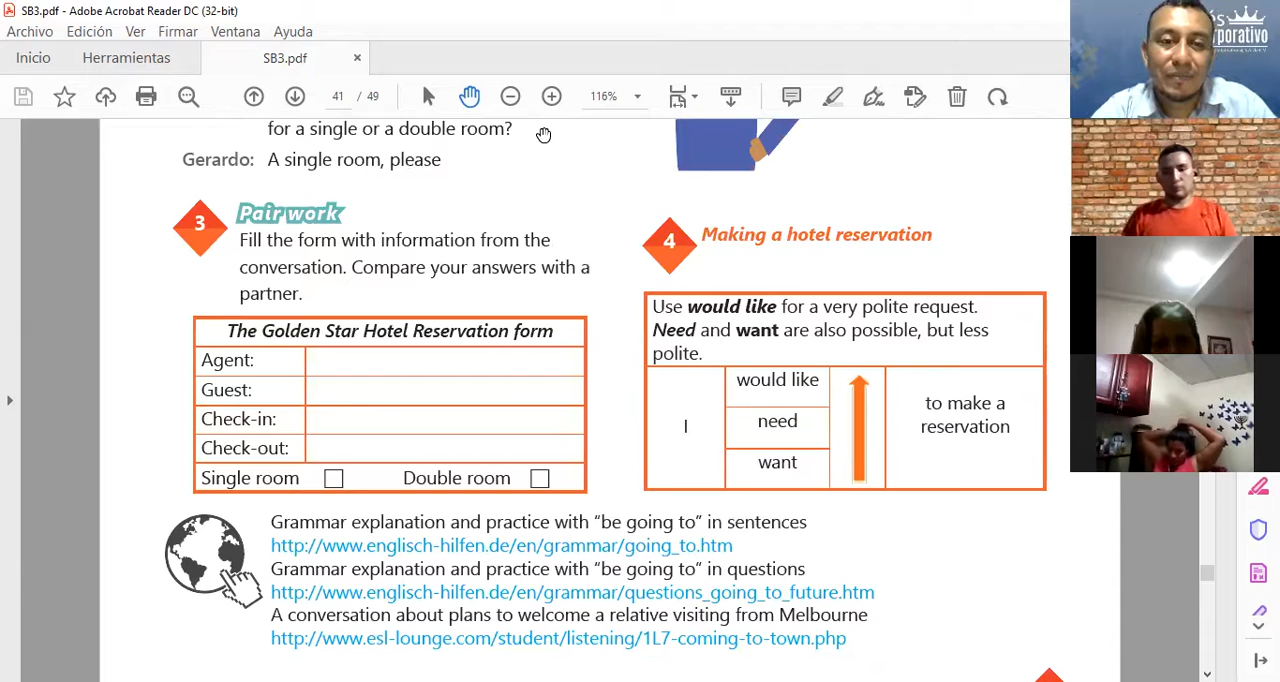 SB3.pdf - Adobe Acrobat Reader DC (32-bit)
Archivo Edición Ver Firmar Ventana Ayuda
Inicio Herramientas SB3.pdf ×
41 / 49 116%
for a single or a double room?
Gerardo: A single room, please
3 Pair work
Fill the form with information from the
conversation. Compare your answers with a
partner.
The Golden Star Hotel Reservation form
Agent:
Guest:
Check-in:
Check-out:
Single room Double room
4 Making a hotel reservation
Use would like for a very polite request.
Need and want are also possible, but less
polite.
I
would like
need
want
to make a
reservation
Grammar explanation and practice with “be going to” in sentences
http://www.englisch-hilfen.de/en/grammar/going_to.htm
Grammar explanation and practice with “be going to” in questions
http://www.englisch-hilfen.de/en/grammar/questions_going_to_future.htm
A conversation about plans to welcome a relative visiting from Melbourne
http://www.esl-lounge.com/student/listening/1L7-coming-to-town.php